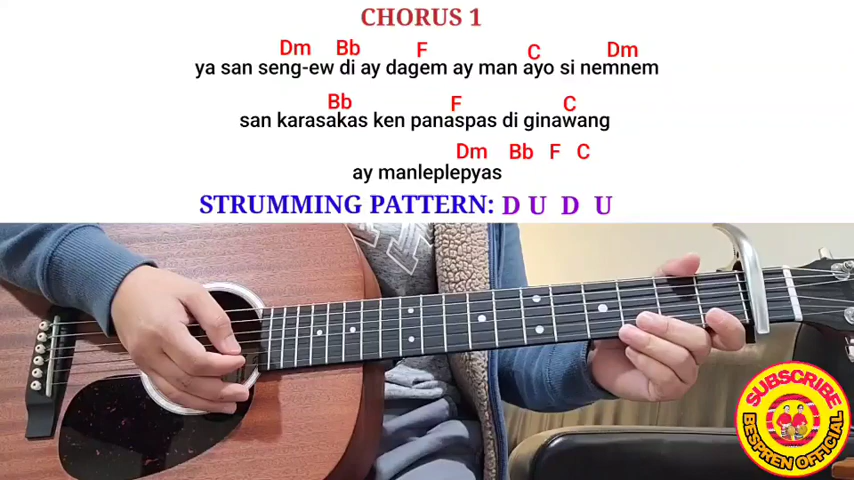 CHORUS 1
Dm Bb F C Dm
ya san seng-ew di ay dagem ay man ayo si nemnem
Bb F C
san karasakas ken panaspas di ginawang
Dm Bb F C
ay manleplepyas
STRUMMING PATTERN: D U D U
SUBSCRIBE
BESPREN OFFICIAL